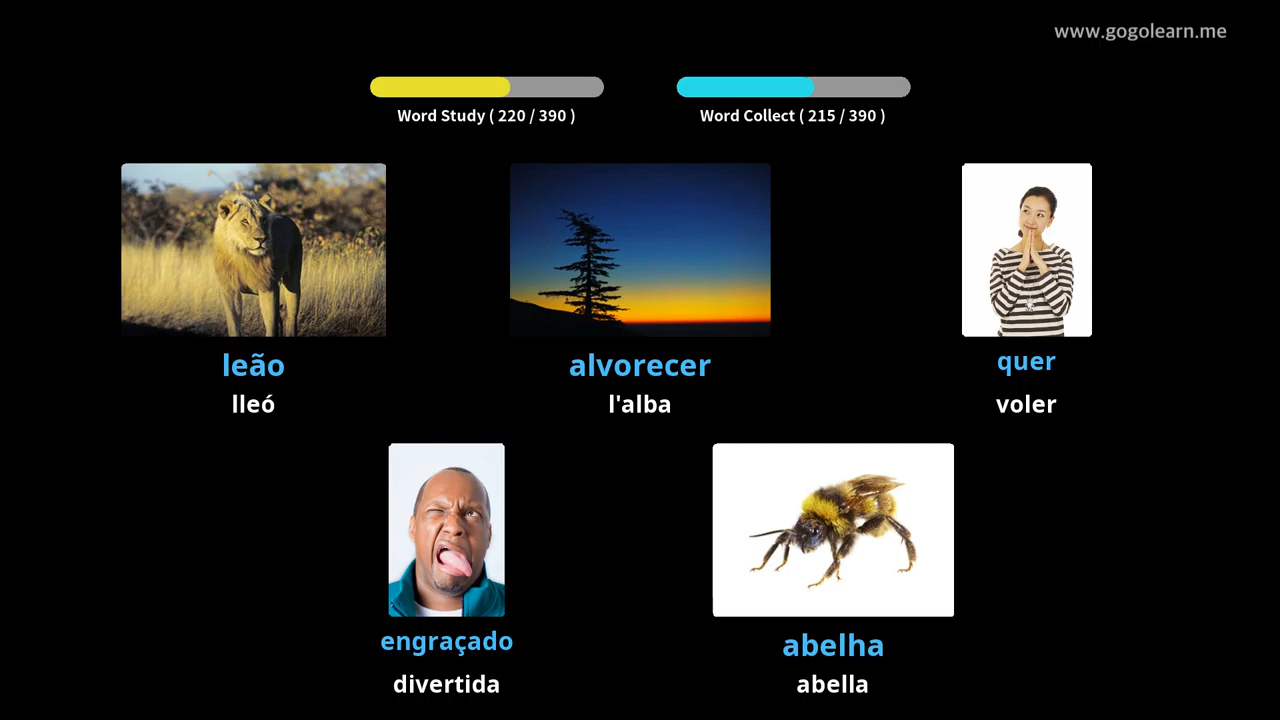 www.gogolearn.me
Word Study ( 220 / 390 )
Word Collect ( 215 / 390 )
leão
alvorecer
quer
lleó
l'alba
voler
engraçado
abelha
divertida
abella